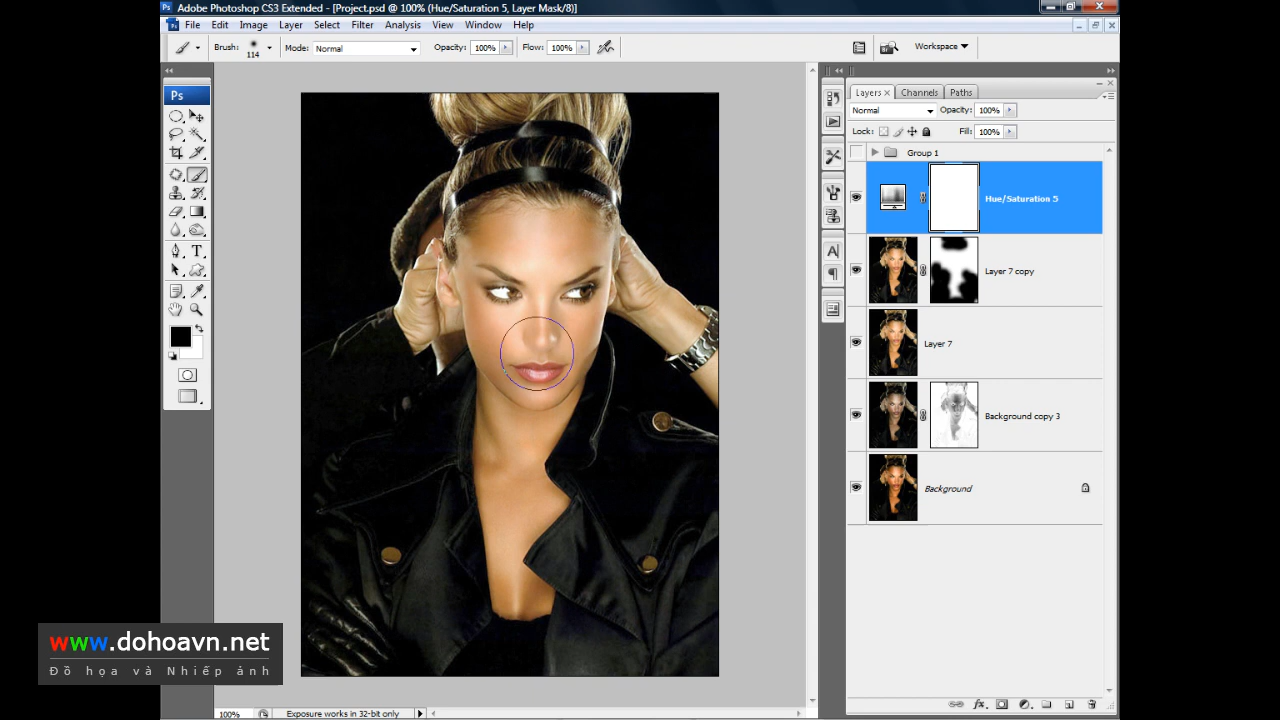 Adobe Photoshop CS3 Extended - [Project.psd @ 100% (Hue/Saturation 5, Layer Mask/8)]
File Edit Image Layer Select Filter Analysis View Window Help
Brush: 114 Mode: Normal Opacity: 100% Flow: 100% Workspace
Ps
Layers x Channels Paths
Normal Opacity: 100%
Lock: Fill: 100%
Group 1
Hue/Saturation 5
Layer 7 copy
Layer 7
Background copy 3
Background
www.dohoavn.net
Đồ họa và Nhiếp ảnh
100% Exposure works in 32-bit only